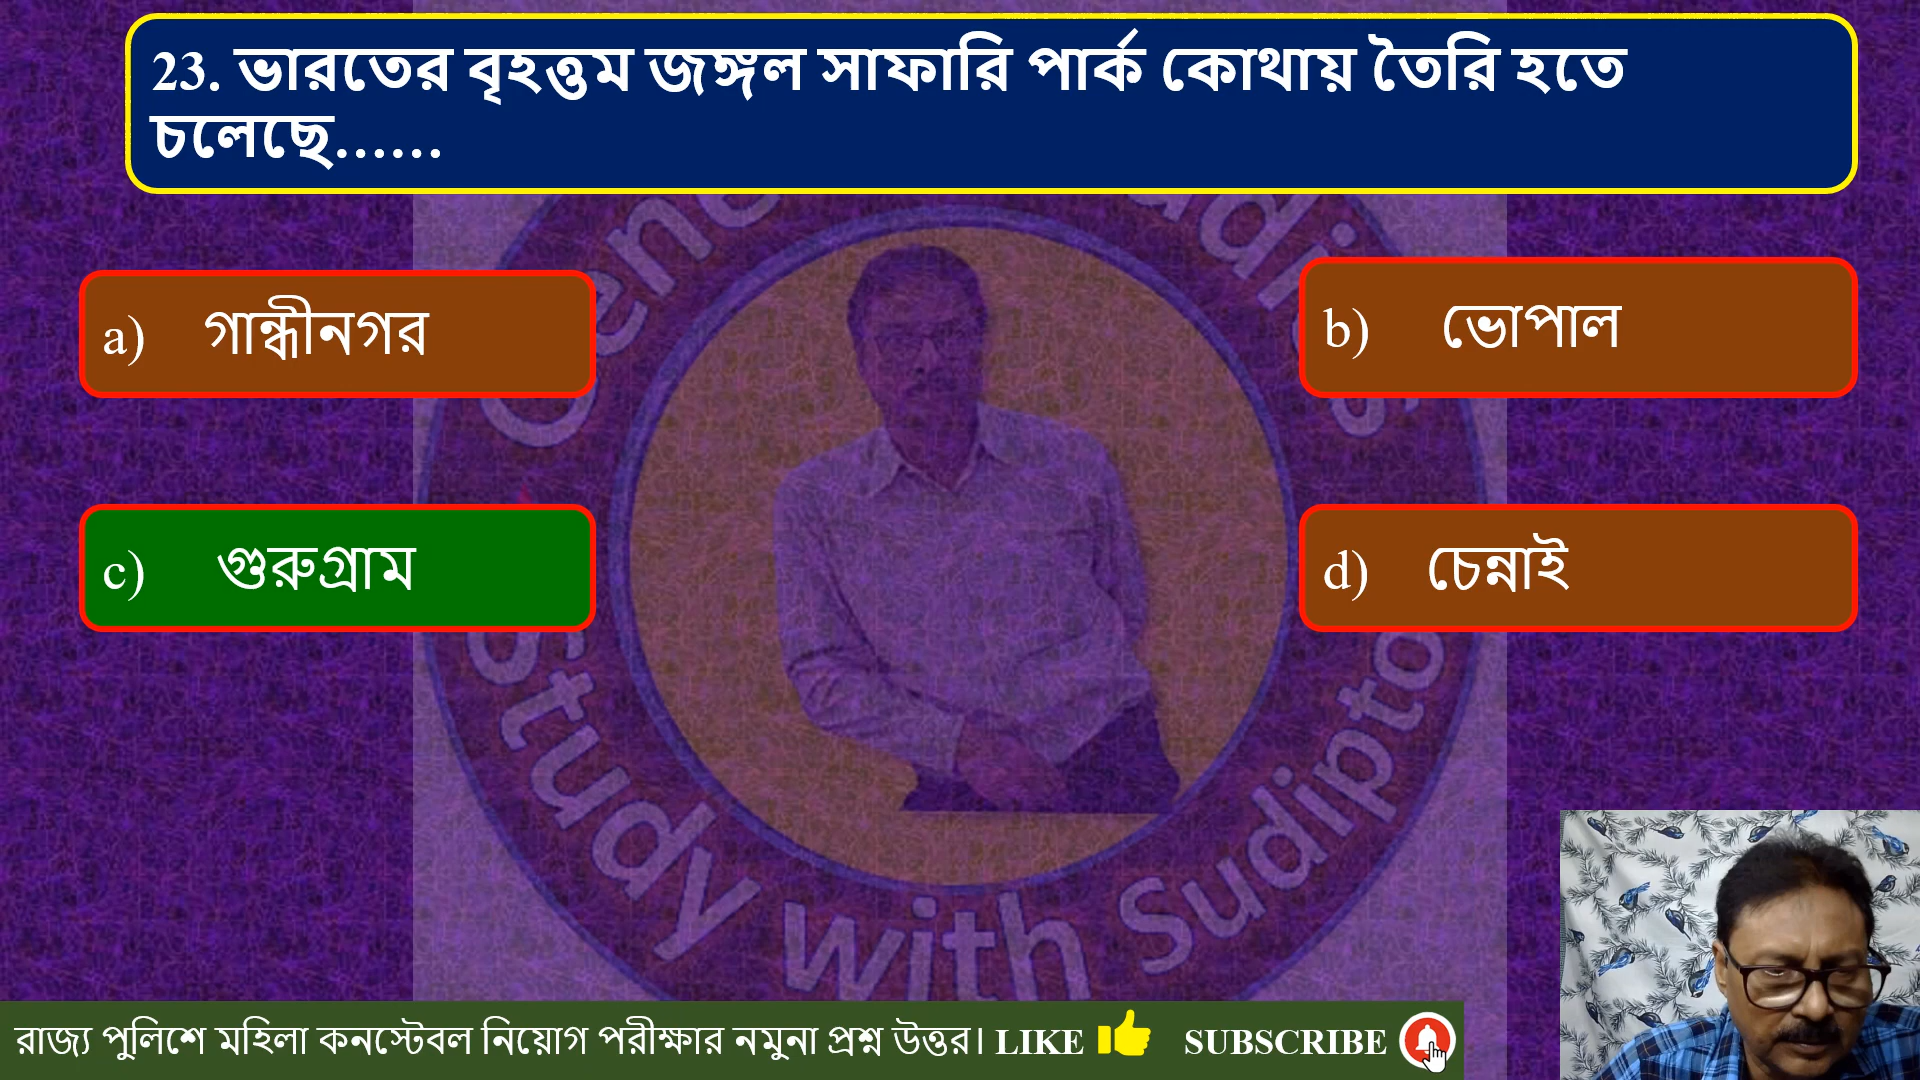 23. ভারতের বৃহত্তম জঙ্গল সাফারি পার্ক কোথায় তৈরি হতে
চলেছে......
a) গান্ধীনগর
b) ভোপাল
c) গুরুগ্রাম
d) চেন্নাই
Study with Sudipto
রাজ্য পুলিশে মহিলা কনস্টেবল নিয়োগ পরীক্ষার নমুনা প্রশ্ন উত্তর। LIKE SUBSCRIBE